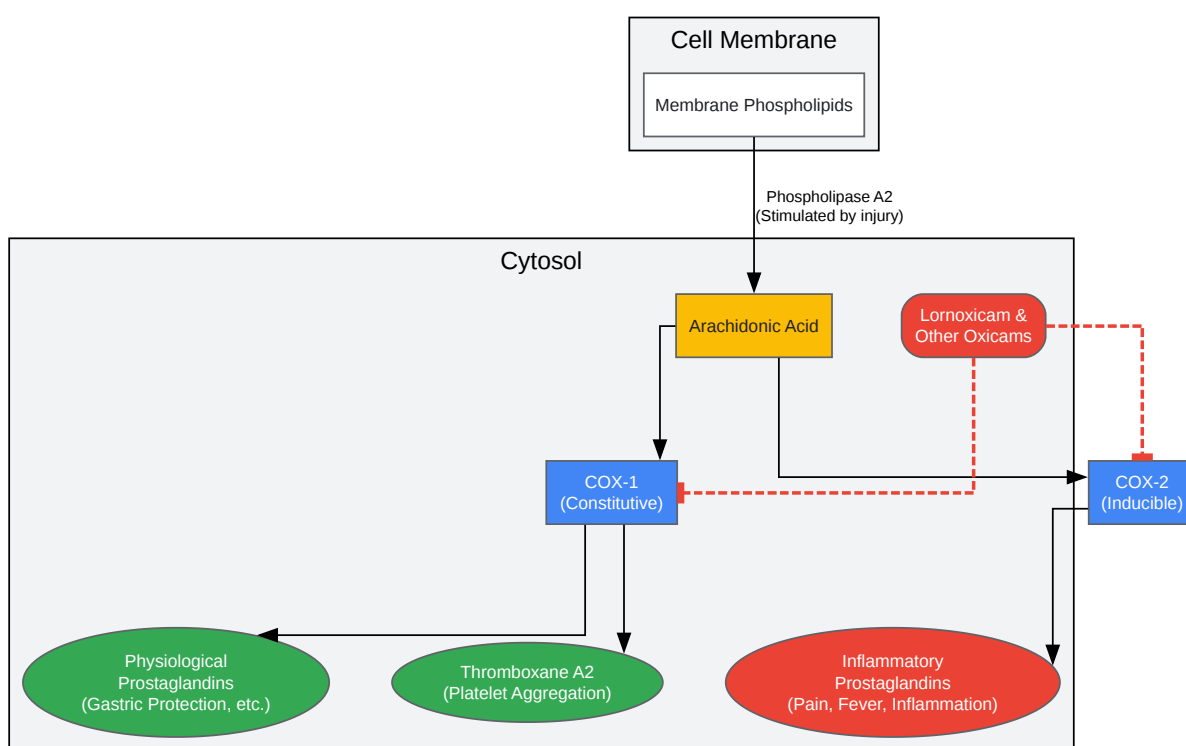 Cell Membrane
Membrane Phospholipids
Phospholipase A2
(Stimulated by injury)
Cytosol
Arachidonic Acid
Lornoxicam &
Other Oxicams
COX-1
(Constitutive)
COX-2
(Inducible)
Physiological
Prostaglandins
(Gastric Protection, etc.)
Thromboxane A2
(Platelet Aggregation)
Inflammatory
Prostaglandins
(Pain, Fever, Inflammation)